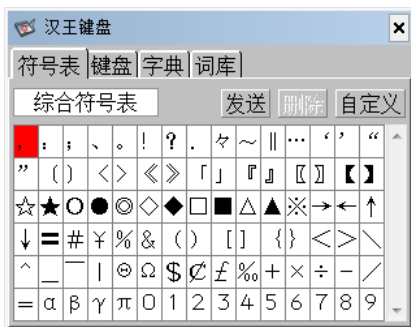 汉王键盘
符号表 键盘 字典 词库
综合符号表 发送 删除 自定义
， ： ； 、 。 ！ ？ ． 々 ～ ‖ … ‘ ’ “
” （ ） 〈 〉 《 》 「 」 『 』 〖 〗 【 】
☆ ★ ○ ● ◎ ◇ ◆ □ ■ △ ▲ ※ → ← ↑
↓ 〓 # ￥ % & ( ) [ ] { } < > \
^ _ ￣ | ⊙ Ω $ ₡ £ ‰ + × ÷ − /
= α β γ π 0 1 2 3 4 5 6 7 8 9